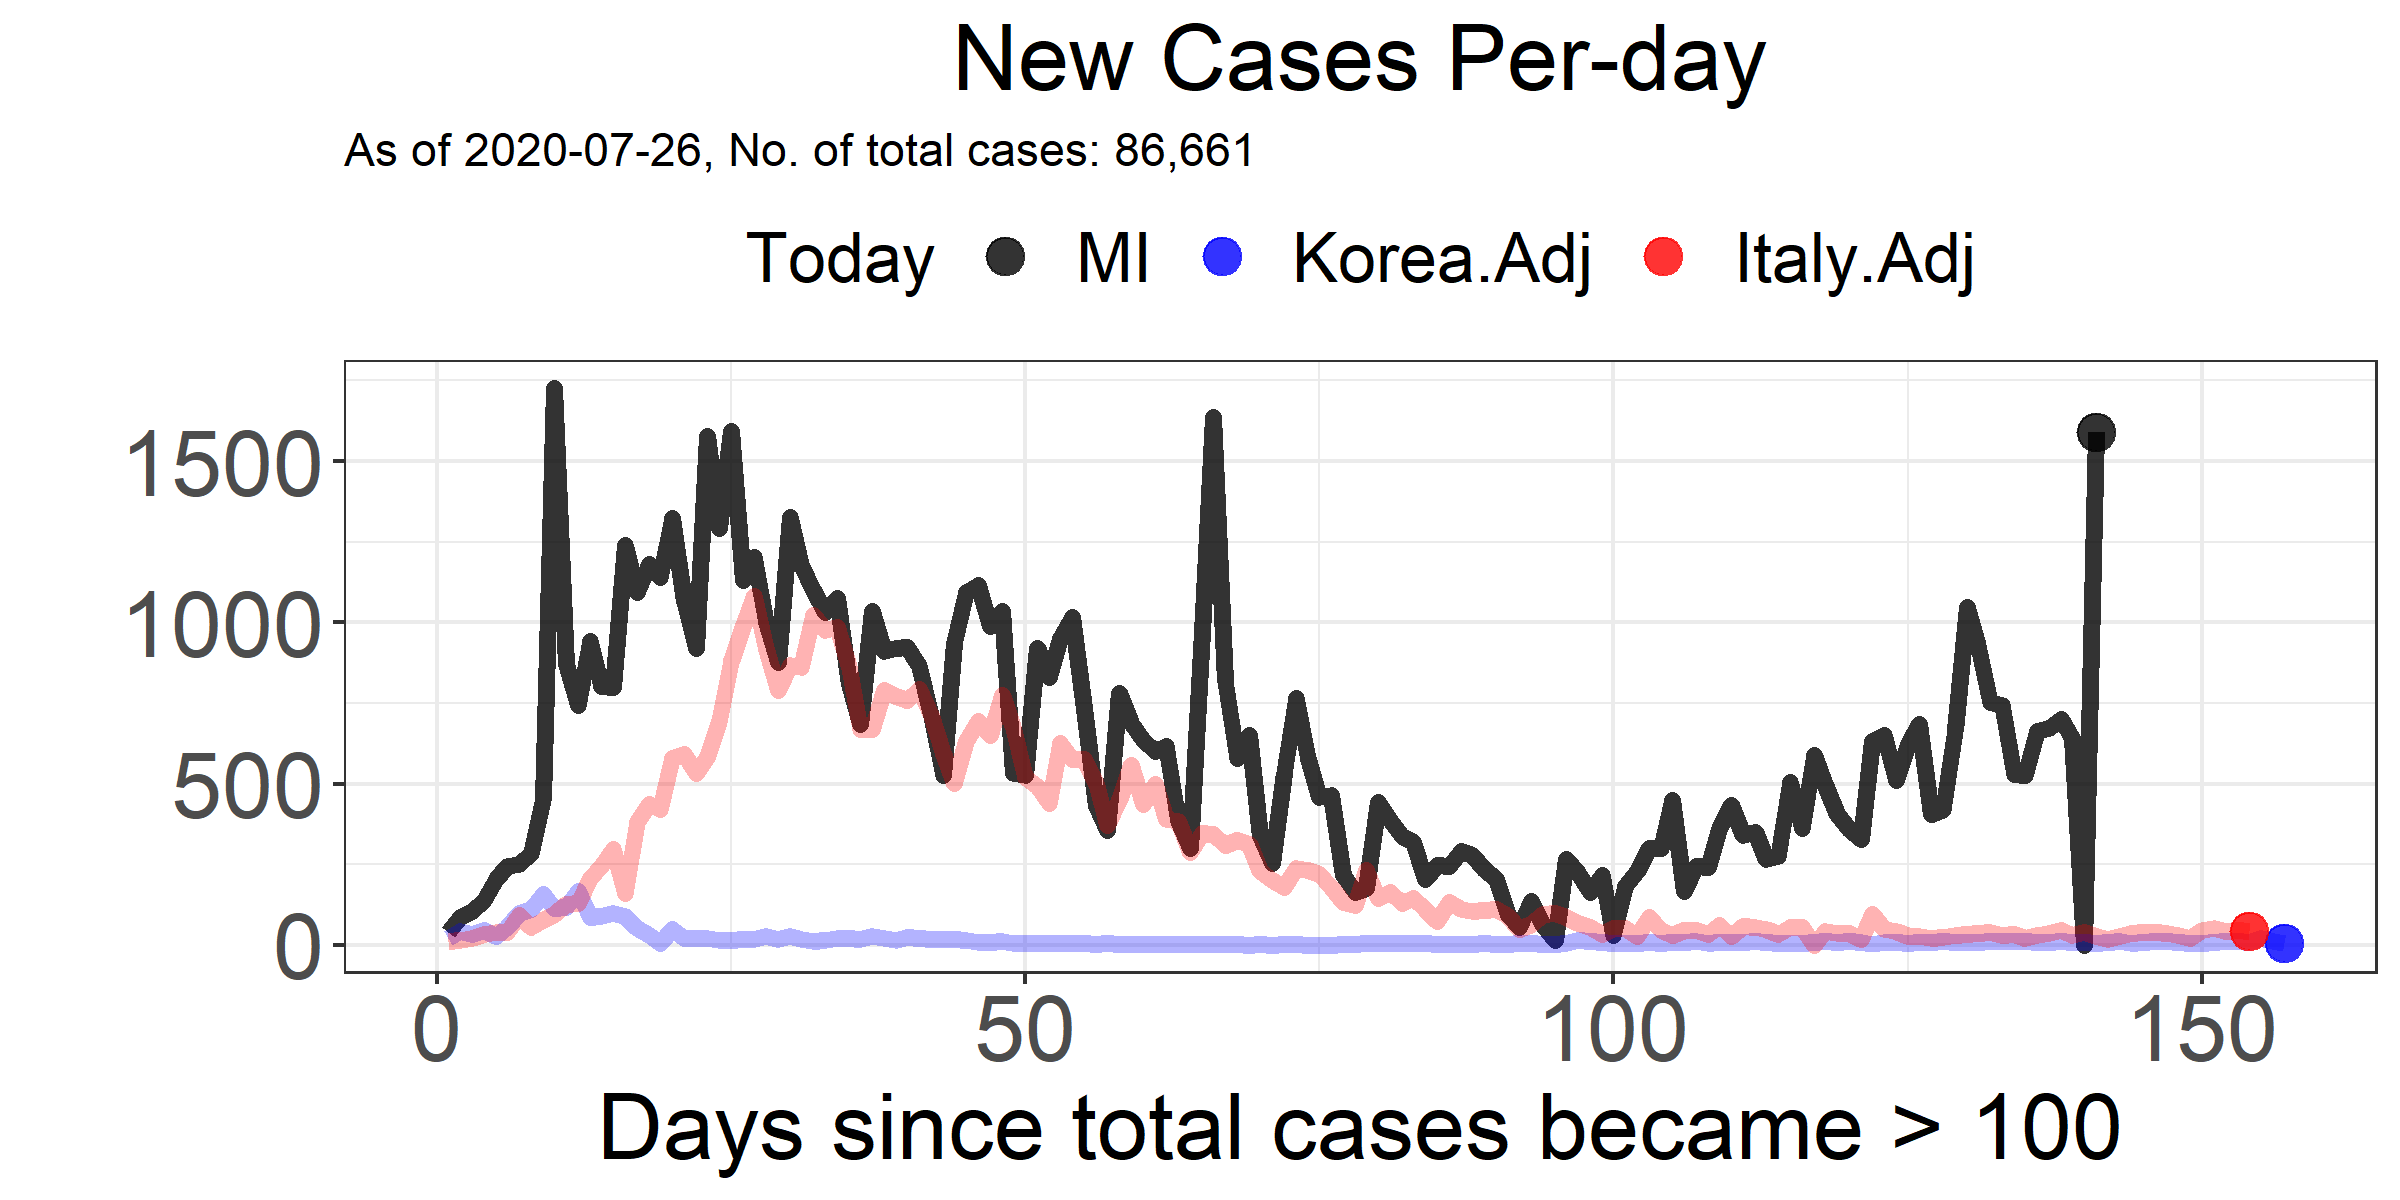 New Cases Per-day
As of 2020-07-26, No. of total cases: 86,661
Today MI Korea.Adj Italy.Adj
1500
1000
500
0
0 50 100 150
Days since total cases became > 100